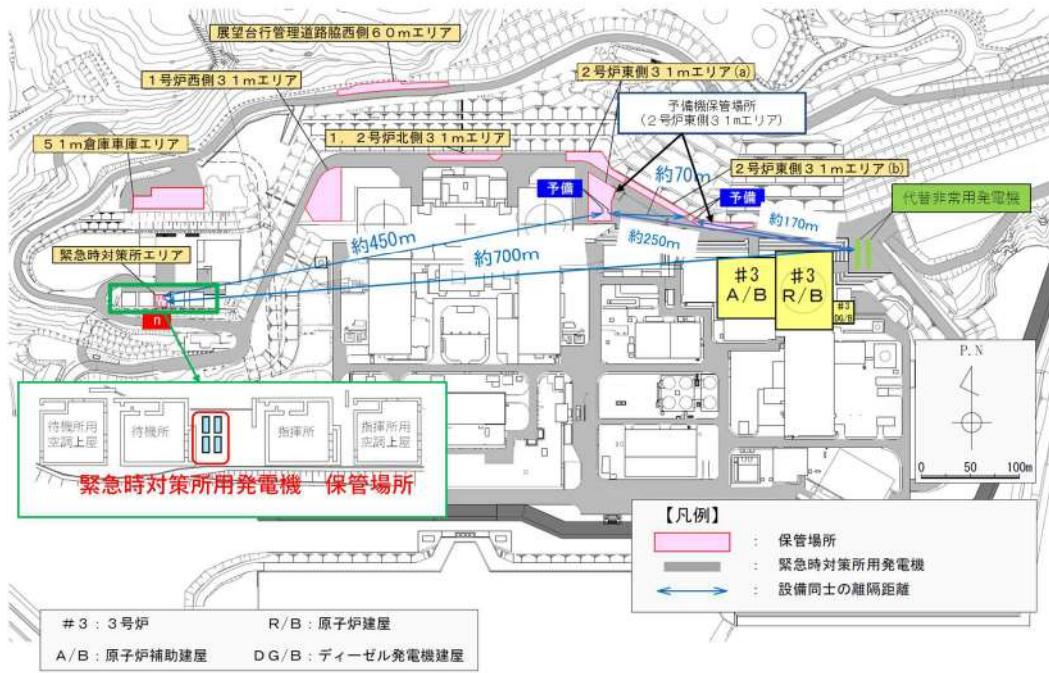 展望台行管理道路脇西側60mエリア
1号炉西側31mエリア
2号炉東側31mエリア(a)
予備機保管場所
(2号炉東側31mエリア)
51m倉庫車庫エリア
1,2号炉北側31mエリア
2号炉東側31mエリア(b)
約70m
予備
予備
代替非常用発電機
約170m
約450m
約250m
緊急時対策所エリア
約700m
#3
A/B
#3
R/B
#3
DG/B
n
P.N
0 50 100m
待機所用
空調上屋
待機所
指揮所
指揮所用
空調上屋
緊急時対策所用発電機 保管場所
【凡例】
: 保管場所
: 緊急時対策所用発電機
: 設備同士の離隔距離
#3:3号炉
R/B:原子炉建屋
A/B:原子炉補助建屋
DG/B:ディーゼル発電機建屋